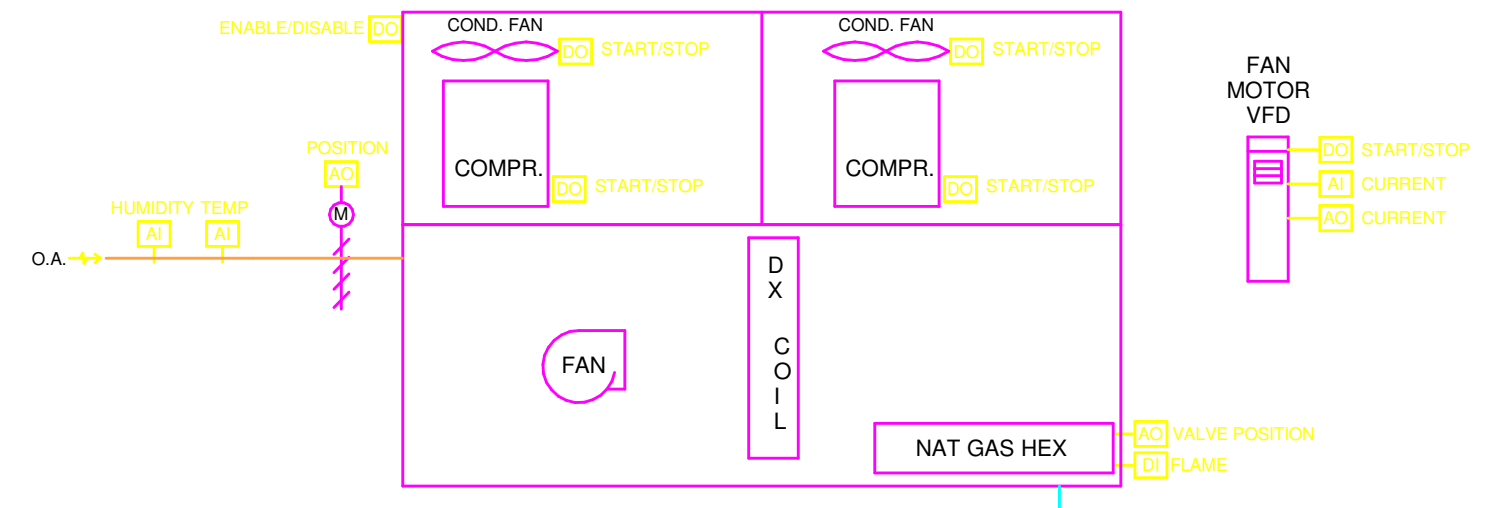 ENABLE/DISABLE DO
COND. FAN
DO START/STOP
COND. FAN
DO START/STOP
COMPR.
DO START/STOP
COMPR.
DO START/STOP
FAN
MOTOR
VFD
DO START/STOP
AI CURRENT
AO CURRENT
POSITION
AO
M
HUMIDITY TEMP
AI AI
O.A.
FAN
DX COIL
NAT GAS HEX
AO VALVE POSITION
DI FLAME